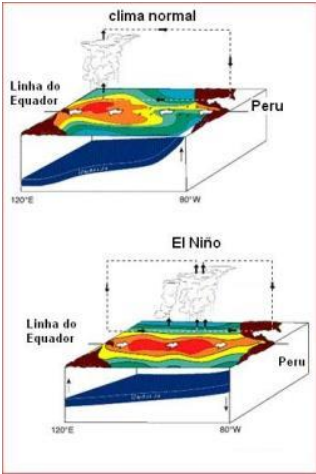 clima normal
Linha do
Equador
Peru
120°E
80°W
El Niño
Linha do
Equador
Peru
120°E
80°W